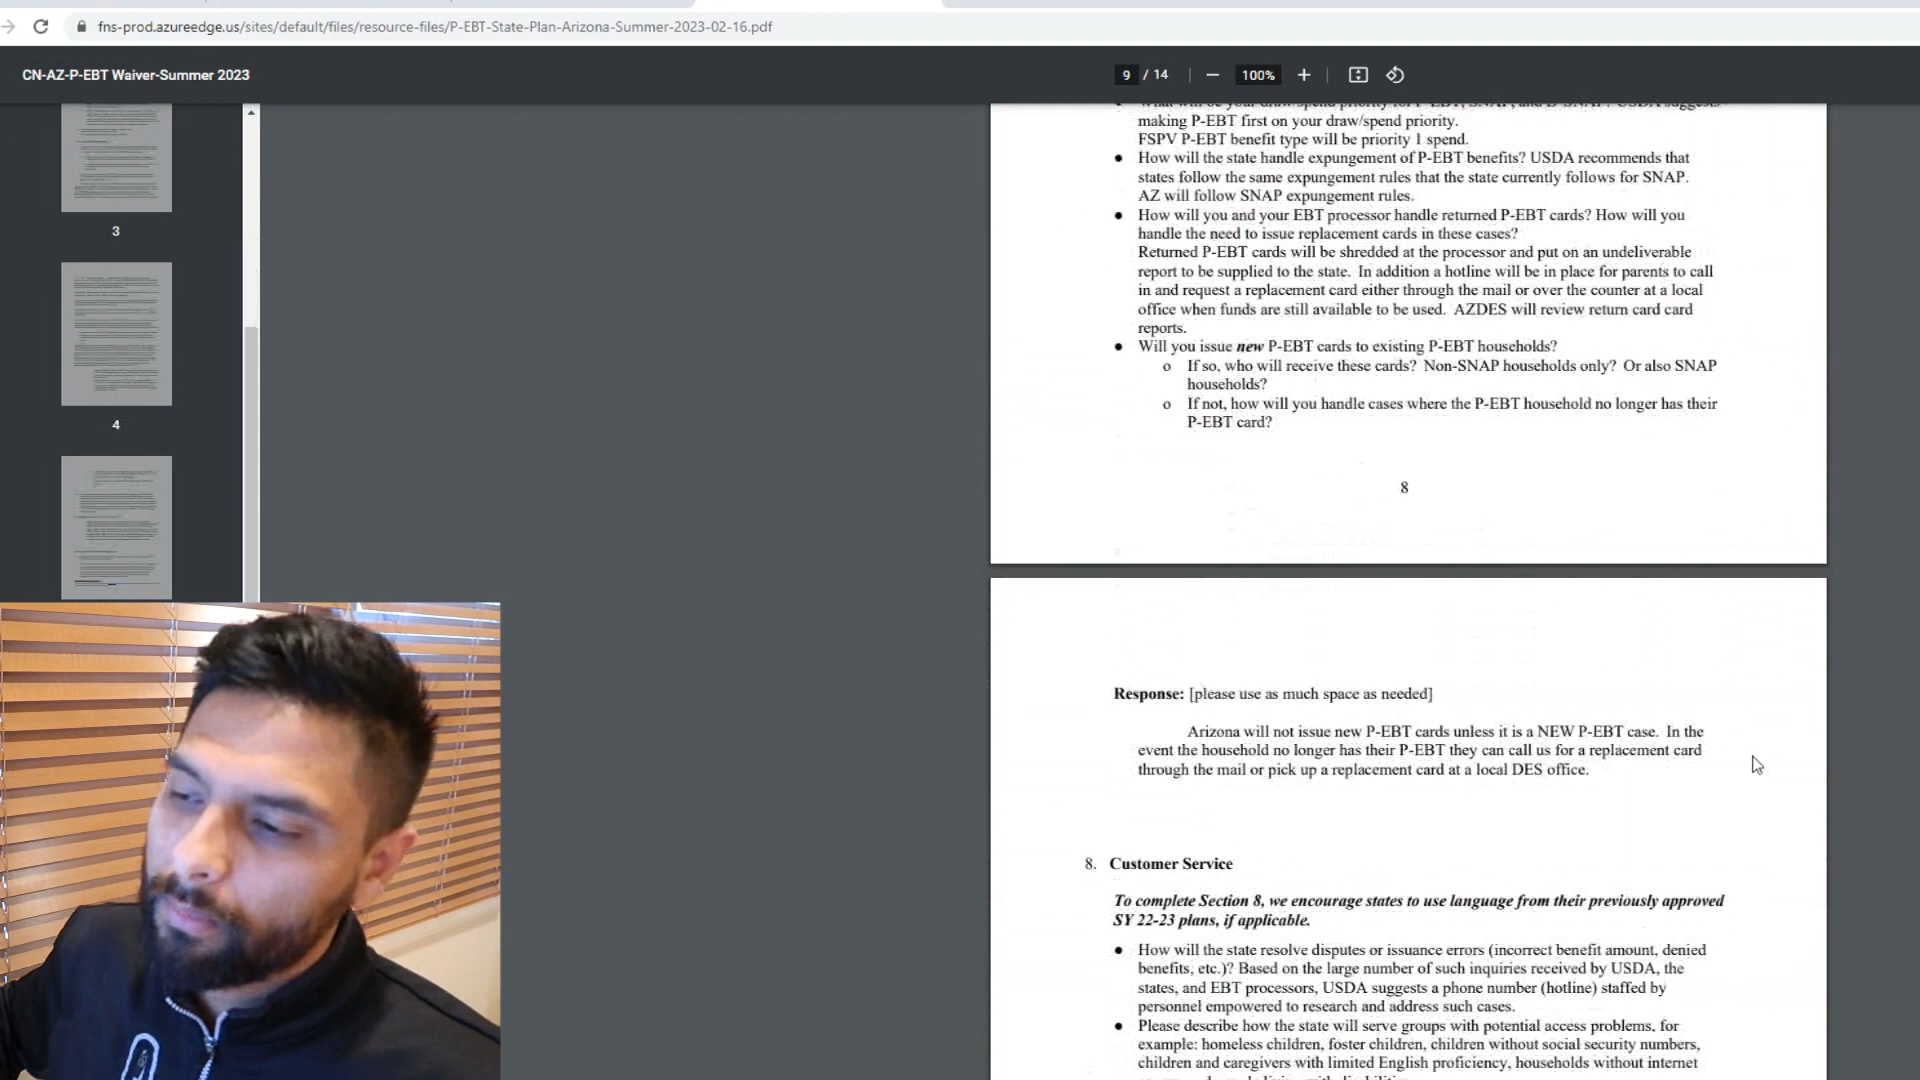 fns-prod.azureedge.us/sites/default/files/resource-files/P-EBT-State-Plan-Arizona-Summer-2023-02-16.pdf
CN-AZ-P-EBT Waiver-Summer 2023
9 / 14
100%
3
4
making P-EBT first on your draw/spend priority.
FSPV P-EBT benefit type will be priority 1 spend.
● How will the state handle expungement of P-EBT benefits? USDA recommends that
states follow the same expungement rules that the state currently follows for SNAP.
AZ will follow SNAP expungement rules.
● How will you and your EBT processor handle returned P-EBT cards? How will you
handle the need to issue replacement cards in these cases?
Returned P-EBT cards will be shredded at the processor and put on an undeliverable
report to be supplied to the state. In addition a hotline will be in place for parents to call
in and request a replacement card either through the mail or over the counter at a local
office when funds are still available to be used. AZDES will review return card card
reports.
● Will you issue new P-EBT cards to existing P-EBT households?
o If so, who will receive these cards? Non-SNAP households only? Or also SNAP
households?
o If not, how will you handle cases where the P-EBT household no longer has their
P-EBT card?
8
Response: [please use as much space as needed]
Arizona will not issue new P-EBT cards unless it is a NEW P-EBT case. In the
event the household no longer has their P-EBT they can call us for a replacement card
through the mail or pick up a replacement card at a local DES office.
8. Customer Service
To complete Section 8, we encourage states to use language from their previously approved
SY 22-23 plans, if applicable.
● How will the state resolve disputes or issuance errors (incorrect benefit amount, denied
benefits, etc.)? Based on the large number of such inquiries received by USDA, the
states, and EBT processors, USDA suggests a phone number (hotline) staffed by
personnel empowered to research and address such cases.
● Please describe how the state will serve groups with potential access problems, for
example: homeless children, foster children, children without social security numbers,
children and caregivers with limited English proficiency, households without internet